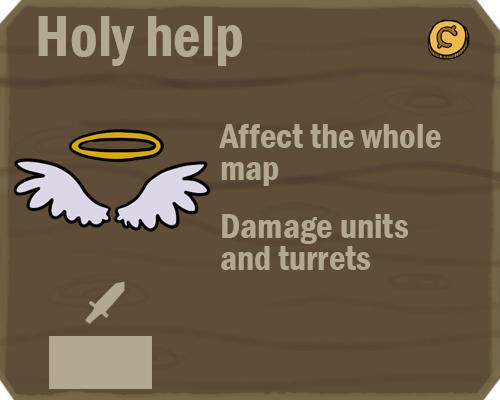 Holy help
C
Affect the whole
map
Damage units
and turrets